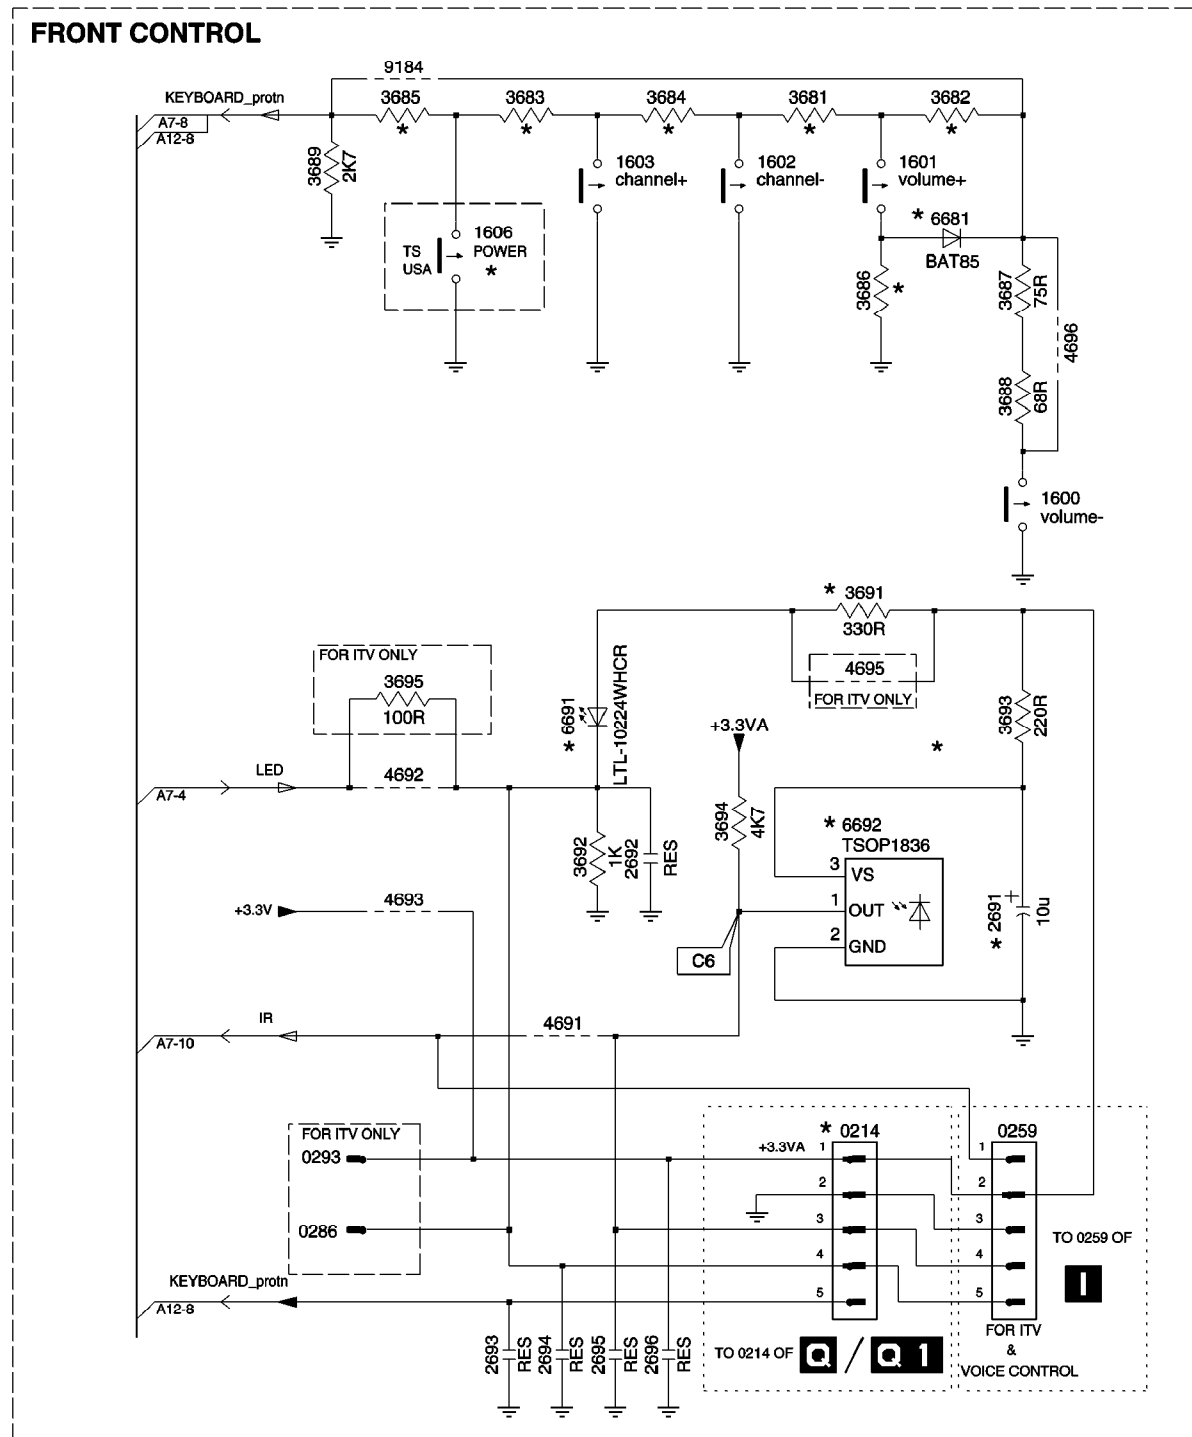 FRONT CONTROL
9184
KEYBOARD_protn
A7-8
A12-8
3685
*
3683
*
3684
*
3681
*
3682
*
3689
2K7
1603
channel+
1602
channel-
1601
volume+
TS
USA
1606
POWER
*
* 6681
BAT85
3686
*
3687
75R
4696
3688
68R
1600
volume-
* 3691
330R
4695
FOR ITV ONLY
FOR ITV ONLY
3695
100R
* 6691
LTL-10224WHCR
+3.3VA
*
3693
220R
LED
A7-4
4692
3694
4K7
3692
1K
2692
RES
* 6692
TSOP1836
3 VS
1 OUT
2 GND
* 2691
+
10u
+3.3V
4693
C6
IR
A7-10
4691
FOR ITV ONLY
0293
0286
+3.3VA
* 0214
1
2
3
4
5
0259
1
2
3
4
5
TO 0259 OF
I
KEYBOARD_protn
A12-8
2693
RES
2694
RES
2695
RES
2696
RES
TO 0214 OF Q / Q 1
FOR ITV
&
VOICE CONTROL